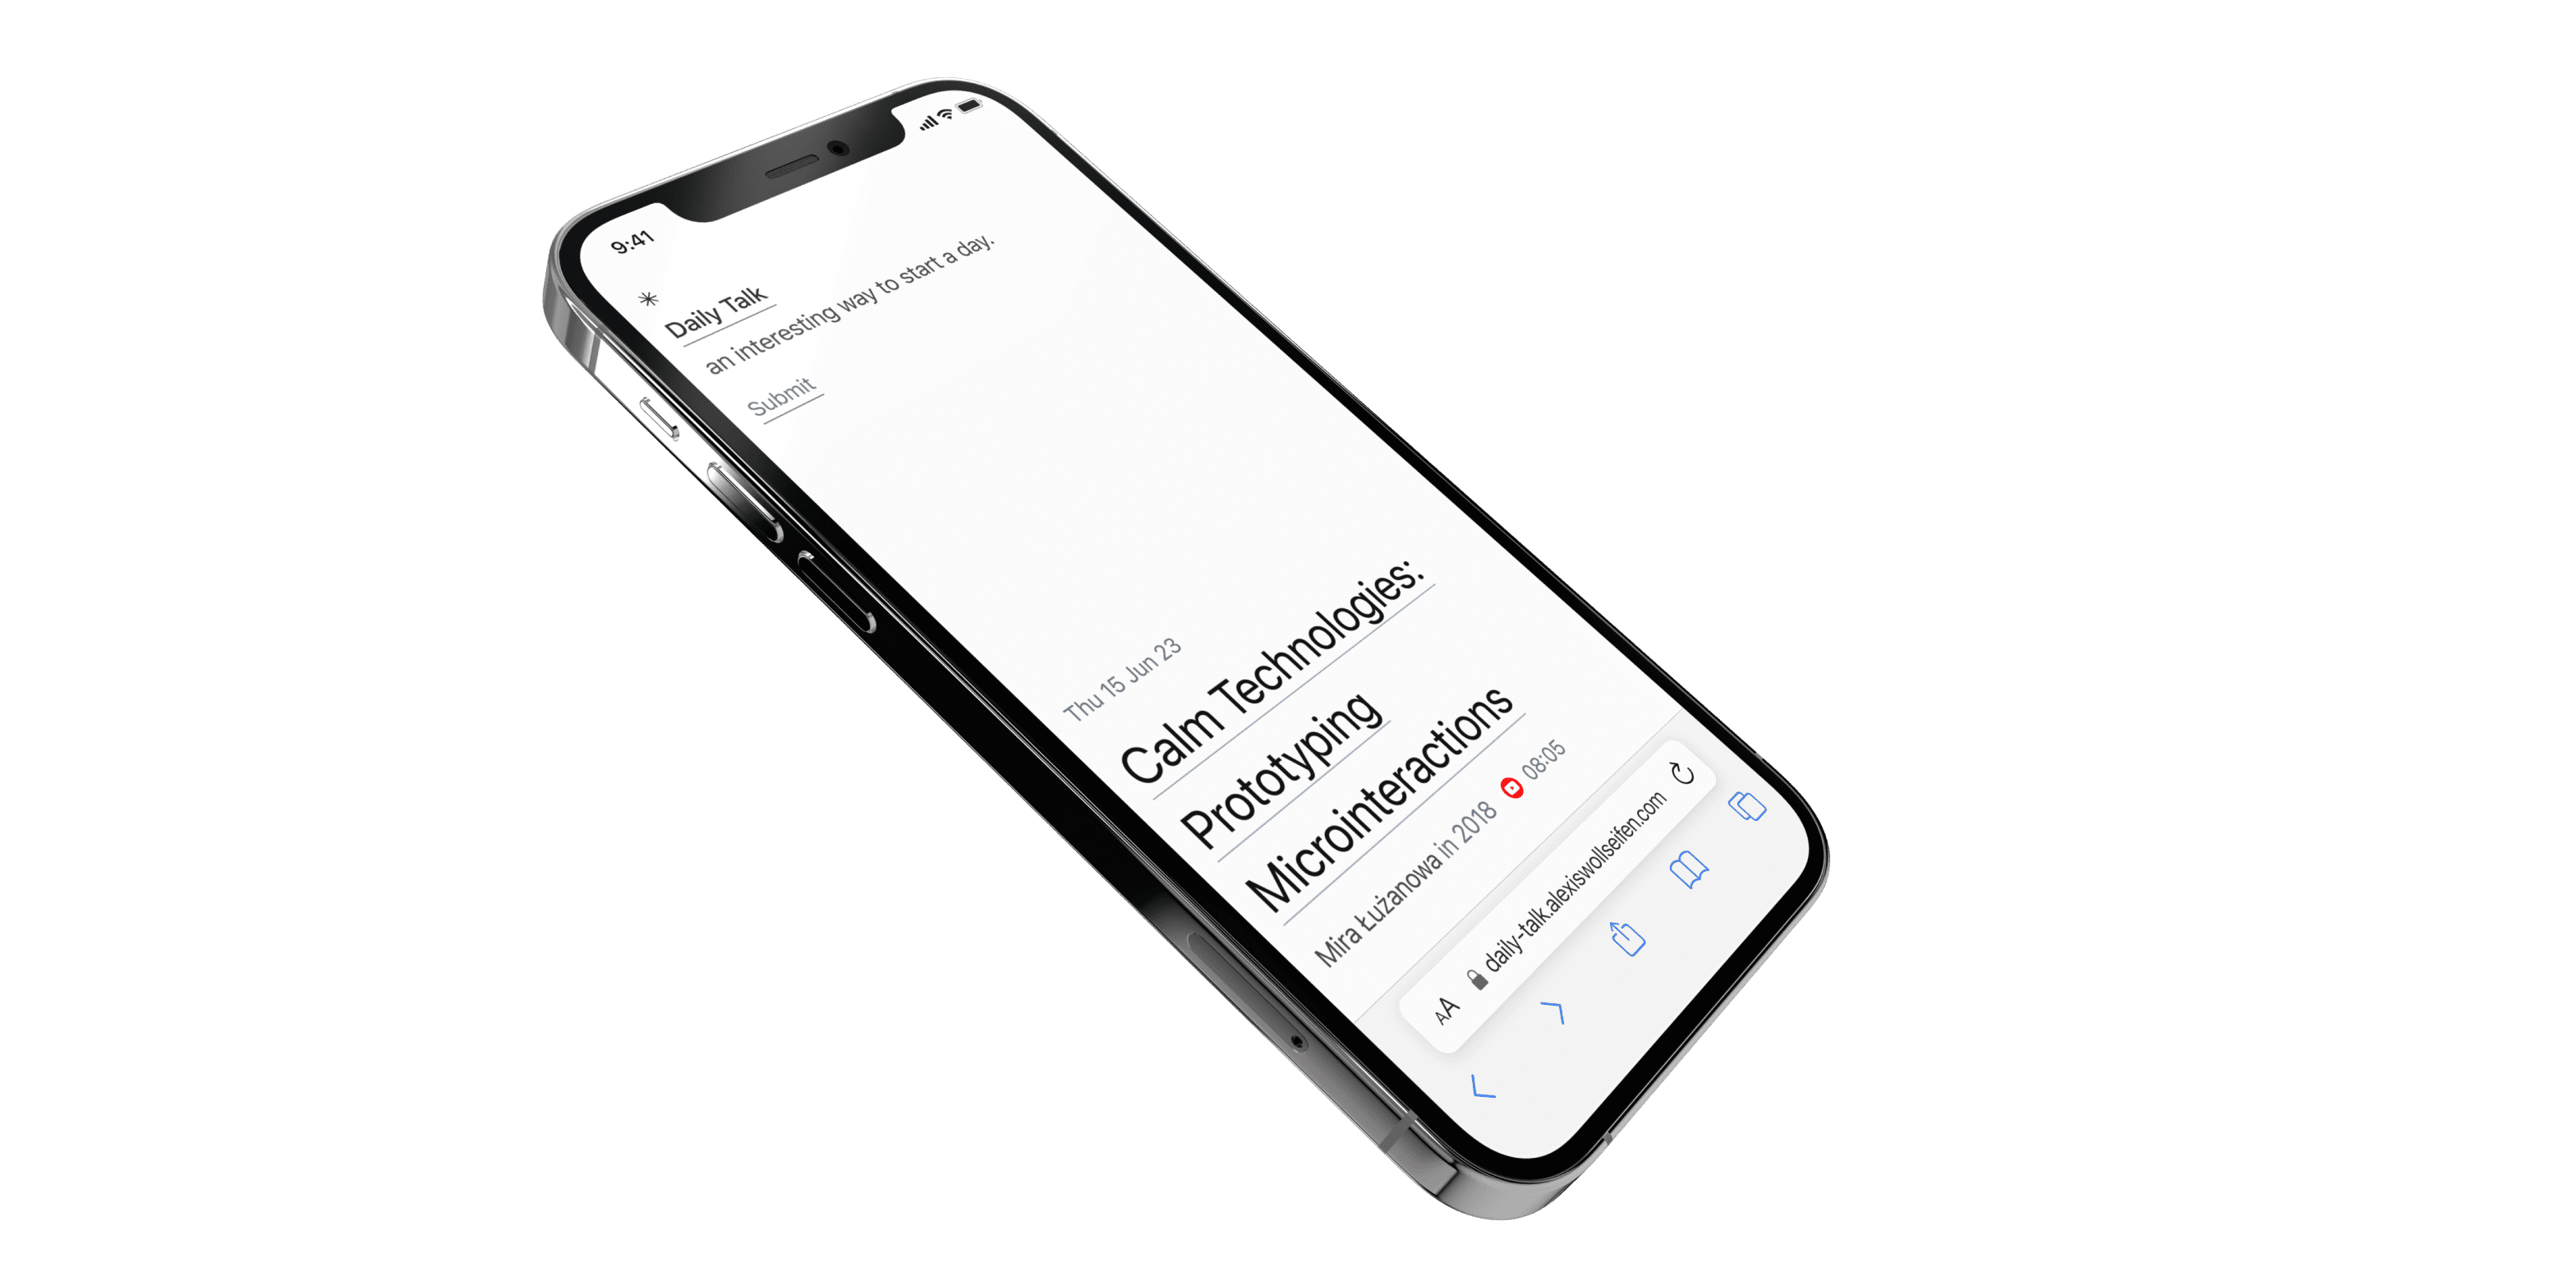 9:41
Daily Talk
an interesting way to start a day.
Submit
Thu 15 Jun 23
Calm Technologies:
Prototyping
Microinteractions
Mira Łużanowa in 2018 08:05
AA daily-talk.alexiswollseifen.com